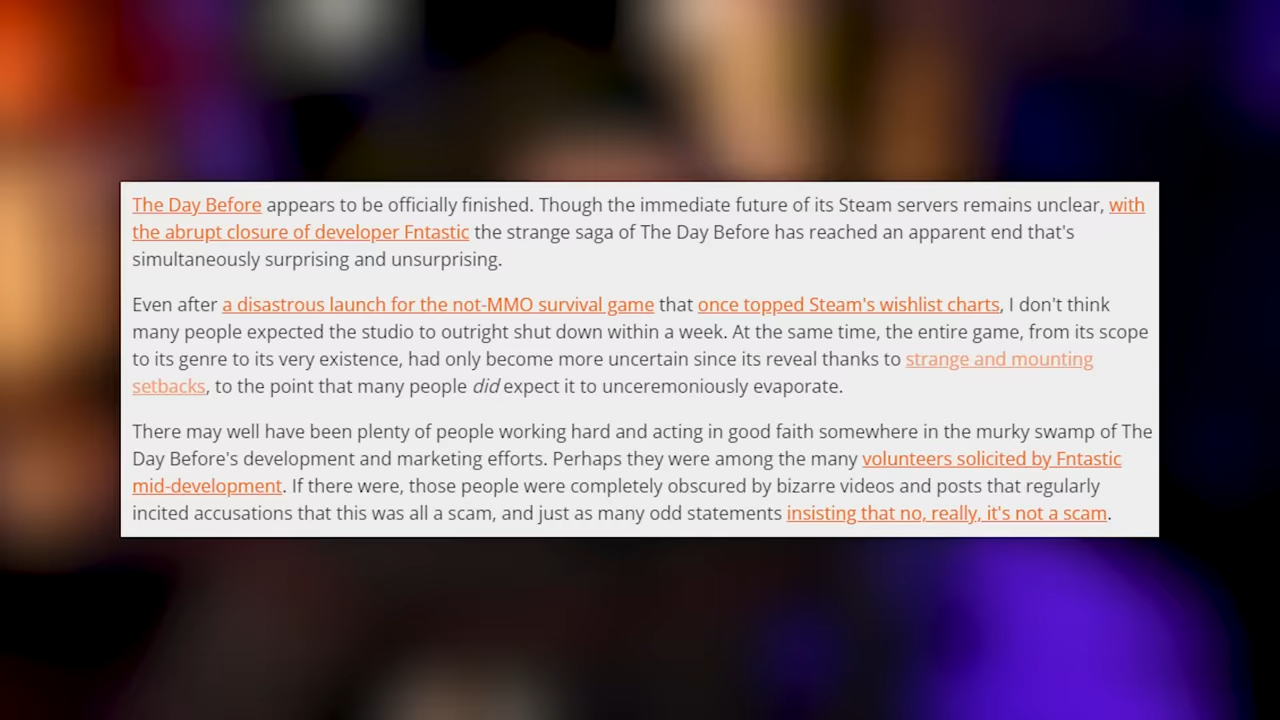 The Day Before appears to be officially finished. Though the immediate future of its Steam servers remains unclear, with
the abrupt closure of developer Fntastic the strange saga of The Day Before has reached an apparent end that's
simultaneously surprising and unsurprising.
Even after a disastrous launch for the not-MMO survival game that once topped Steam's wishlist charts, I don't think
many people expected the studio to outright shut down within a week. At the same time, the entire game, from its scope
to its genre to its very existence, had only become more uncertain since its reveal thanks to strange and mounting
setbacks, to the point that many people did expect it to unceremoniously evaporate.
There may well have been plenty of people working hard and acting in good faith somewhere in the murky swamp of The
Day Before's development and marketing efforts. Perhaps they were among the many volunteers solicited by Fntastic
mid-development. If there were, those people were completely obscured by bizarre videos and posts that regularly
incited accusations that this was all a scam, and just as many odd statements insisting that no, really, it's not a scam.